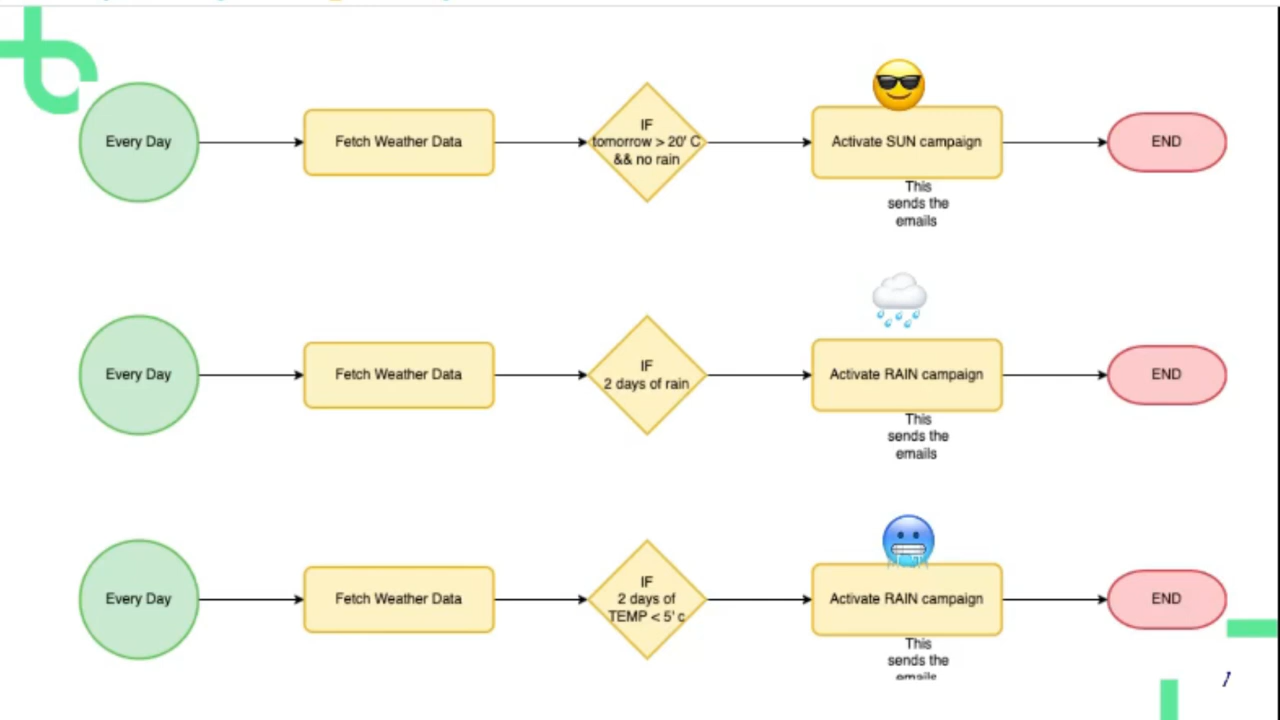 Every Day
Fetch Weather Data
IF
tomorrow > 20' C
&& no rain
Activate SUN campaign
END
This
sends the
emails
Every Day
Fetch Weather Data
IF
2 days of rain
Activate RAIN campaign
END
This
sends the
emails
Every Day
Fetch Weather Data
IF
2 days of
TEMP < 5' c
Activate RAIN campaign
END
This
sends the
emails
1